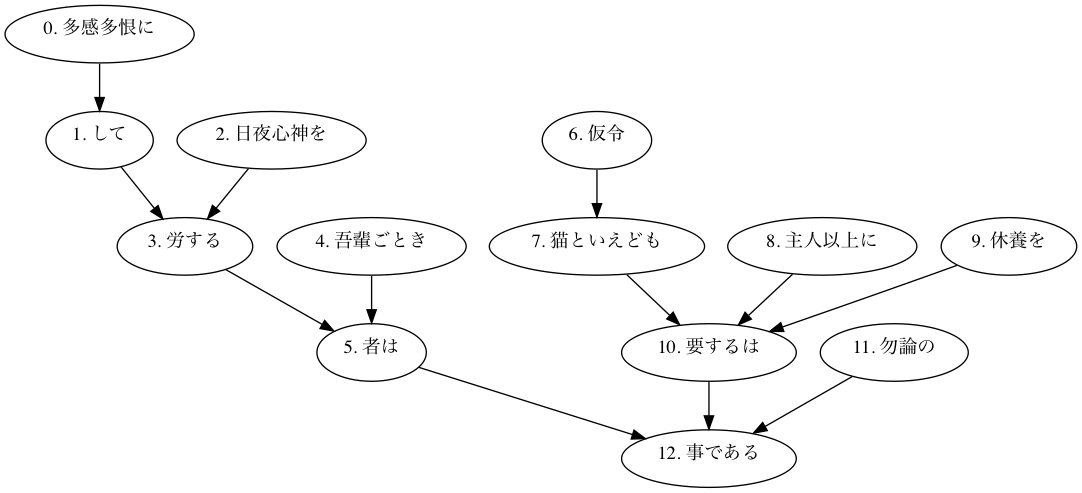 0. 多感多恨に
1. して
2. 日夜心神を
6. 仮令
3. 労する
4. 吾輩ごとき
7. 猫といえども
8. 主人以上に
9. 休養を
5. 者は
10. 要するは
11. 勿論の
12. 事である